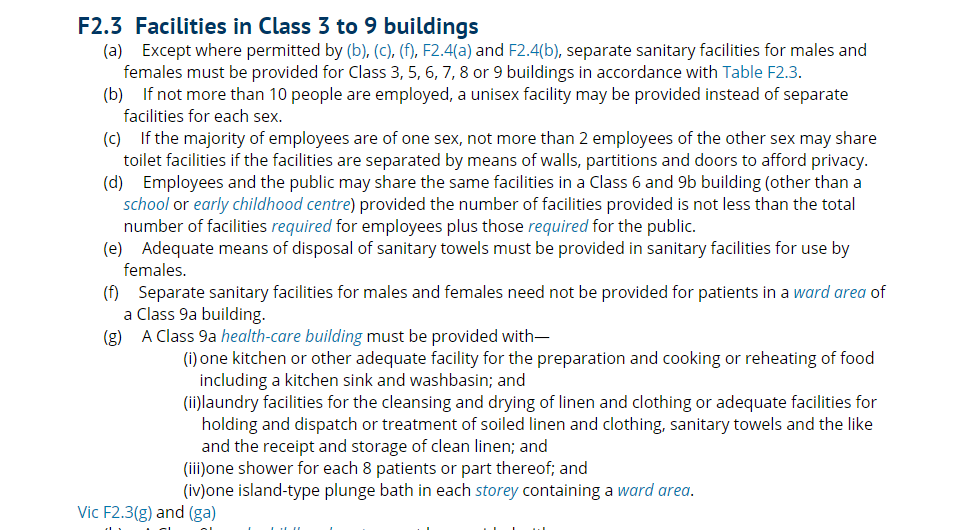 F2.3 Facilities in Class 3 to 9 buildings
(a) Except where permitted by (b), (c), (f), F2.4(a) and F2.4(b), separate sanitary facilities for males and
females must be provided for Class 3, 5, 6, 7, 8 or 9 buildings in accordance with Table F2.3.
(b) If not more than 10 people are employed, a unisex facility may be provided instead of separate
facilities for each sex.
(c) If the majority of employees are of one sex, not more than 2 employees of the other sex may share
toilet facilities if the facilities are separated by means of walls, partitions and doors to afford privacy.
(d) Employees and the public may share the same facilities in a Class 6 and 9b building (other than a
school or early childhood centre) provided the number of facilities provided is not less than the total
number of facilities required for employees plus those required for the public.
(e) Adequate means of disposal of sanitary towels must be provided in sanitary facilities for use by
females.
(f) Separate sanitary facilities for males and females need not be provided for patients in a ward area of
a Class 9a building.
(g) A Class 9a health-care building must be provided with—
(i) one kitchen or other adequate facility for the preparation and cooking or reheating of food
including a kitchen sink and washbasin; and
(ii)laundry facilities for the cleansing and drying of linen and clothing or adequate facilities for
holding and dispatch or treatment of soiled linen and clothing, sanitary towels and the like
and the receipt and storage of clean linen; and
(iii)one shower for each 8 patients or part thereof; and
(iv)one island-type plunge bath in each storey containing a ward area.
Vic F2.3(g) and (ga)